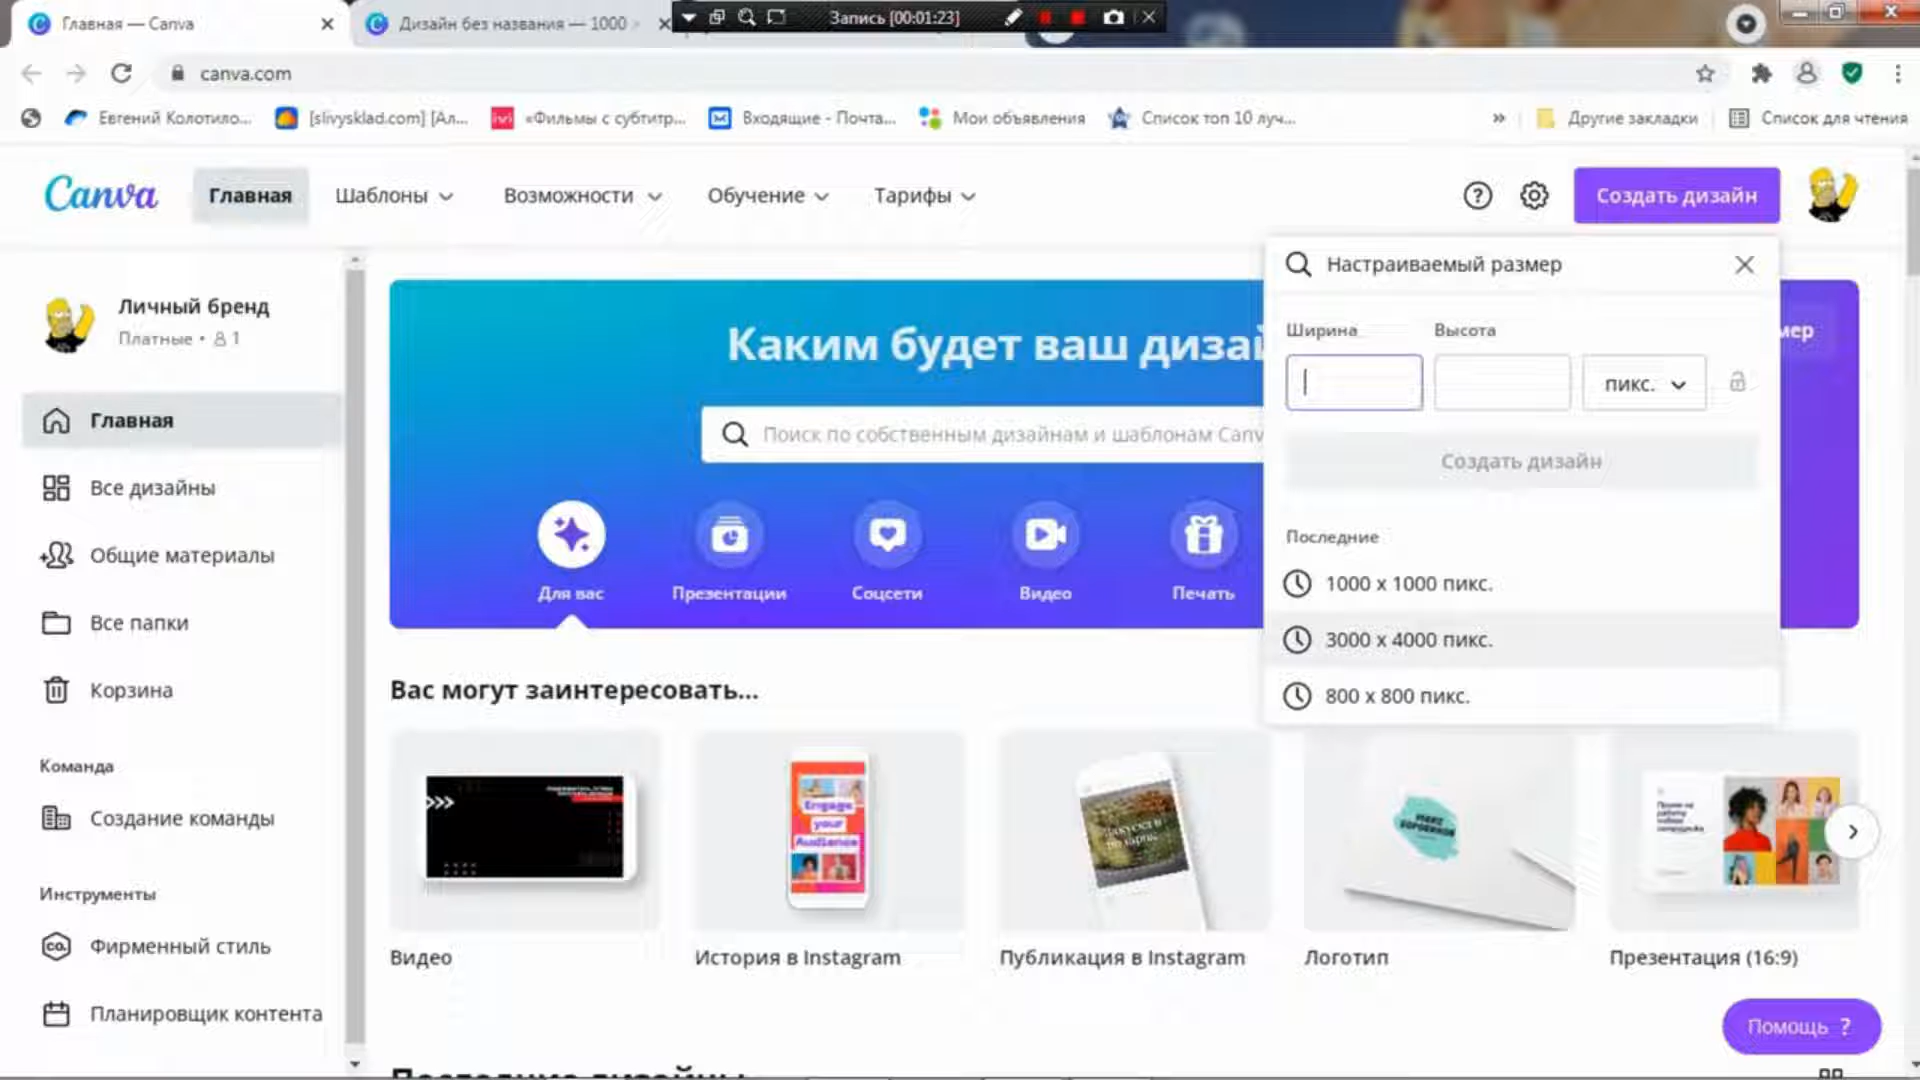 Главная — Canva
Дизайн без названия — 1000
Запись [00:01:23]
canva.com
Евгений Колотило...
[slivysklad.com] [Ал...
«Фильмы с субтитр...
Входящие - Почта...
Мои объявления
Список топ 10 луч...
»
Другие закладки
Список для чтения
Canva
Главная
Шаблоны
Возможности
Обучение
Тарифы
Создать дизайн
Личный бренд
Платные • 1
Главная
Все дизайны
Общие материалы
Все папки
Корзина
Команда
Создание команды
Инструменты
Фирменный стиль
co.
Планировщик контента
Каким будет ваш дизай
мер
Поиск по собственным дизайнам и шаблонам Canv
Для вас
Презентации
Соцсети
Видео
Печать
Настраиваемый размер
Ширина
Высота
пикс.
Создать дизайн
Последние
1000 x 1000 пикс.
3000 x 4000 пикс.
800 x 800 пикс.
Вас могут заинтересовать...
Engage
your
Audience
Видео
История в Instagram
Публикация в Instagram
Логотип
Презентация (16:9)
Помощь ?